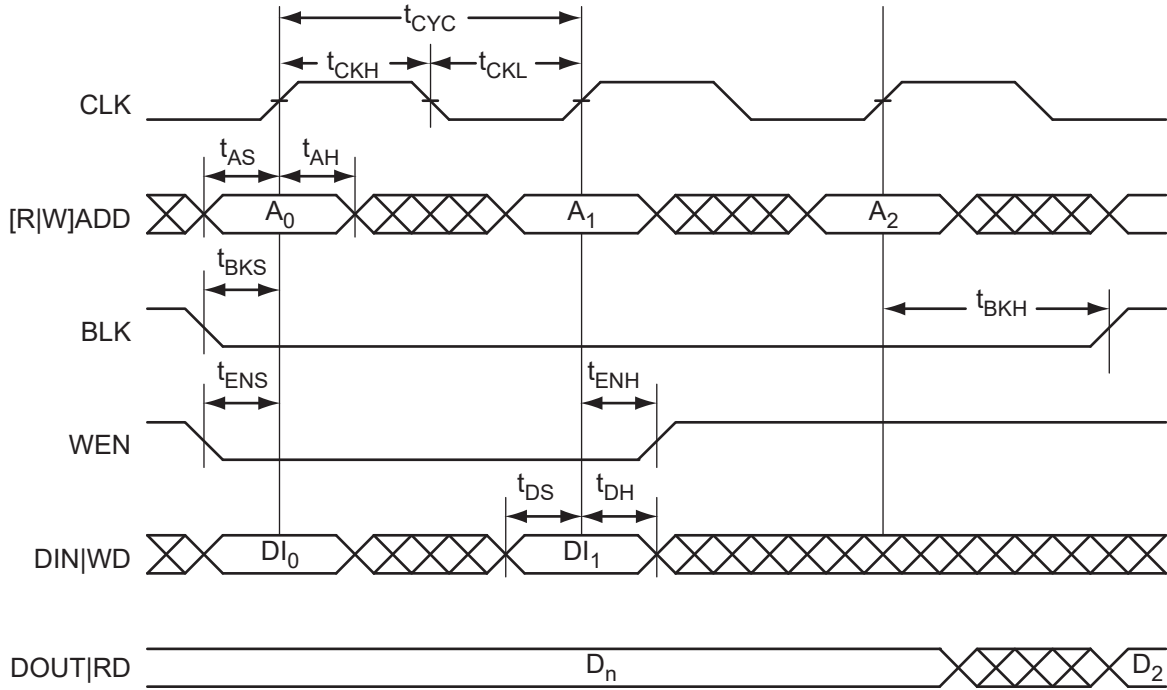 tCYC
tCKH tCKL
CLK
tAS tAH
[R|W]ADD A0 A1 A2
tBKS tBKH
BLK
tENS tENH
WEN
tDS tDH
DIN|WD DI0 DI1
DOUT|RD Dn D2